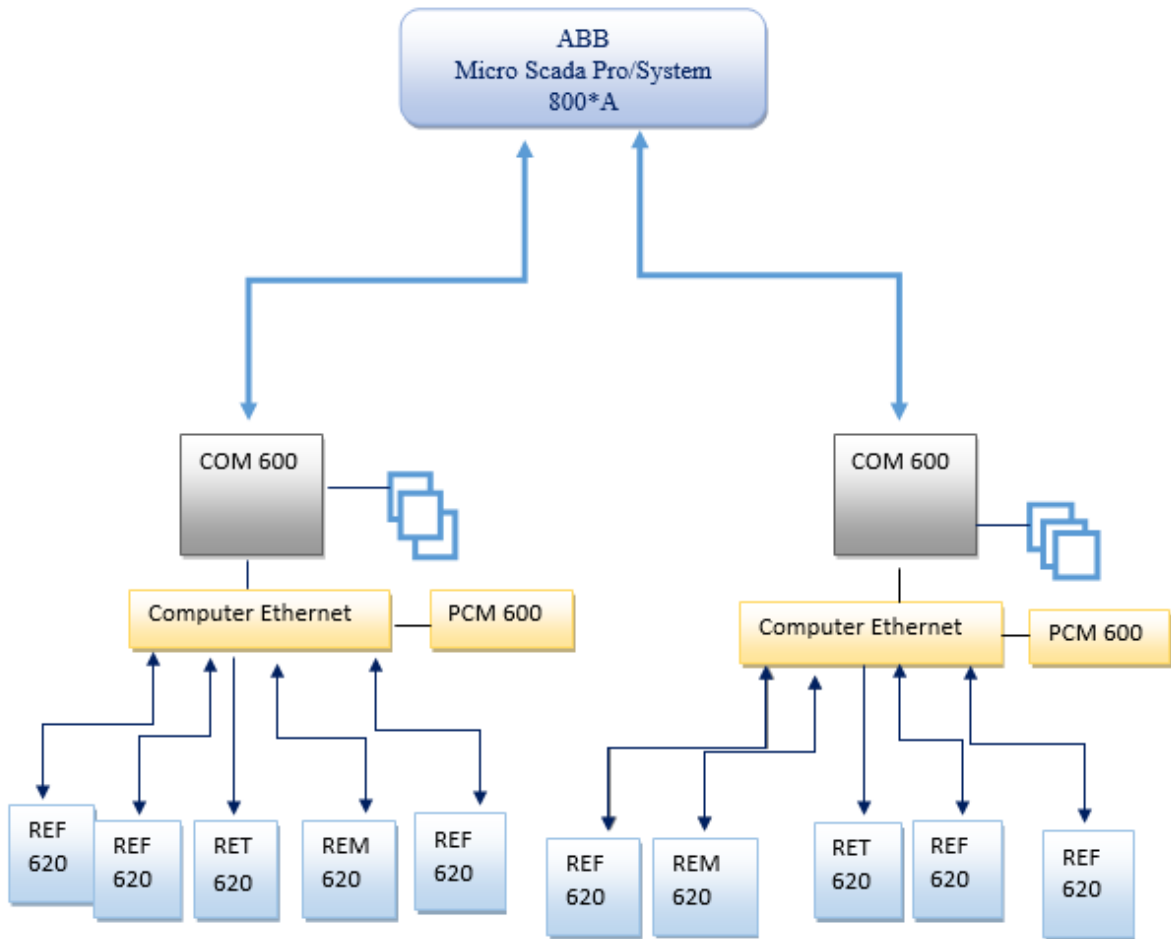 ABB
Micro Scada Pro/System
800*A
COM 600
COM 600
Computer Ethernet
PCM 600
Computer Ethernet
PCM 600
REF
620
REF
620
RET
620
REM
620
REF
620
REF
620
REM
620
RET
620
REF
620
REF
620